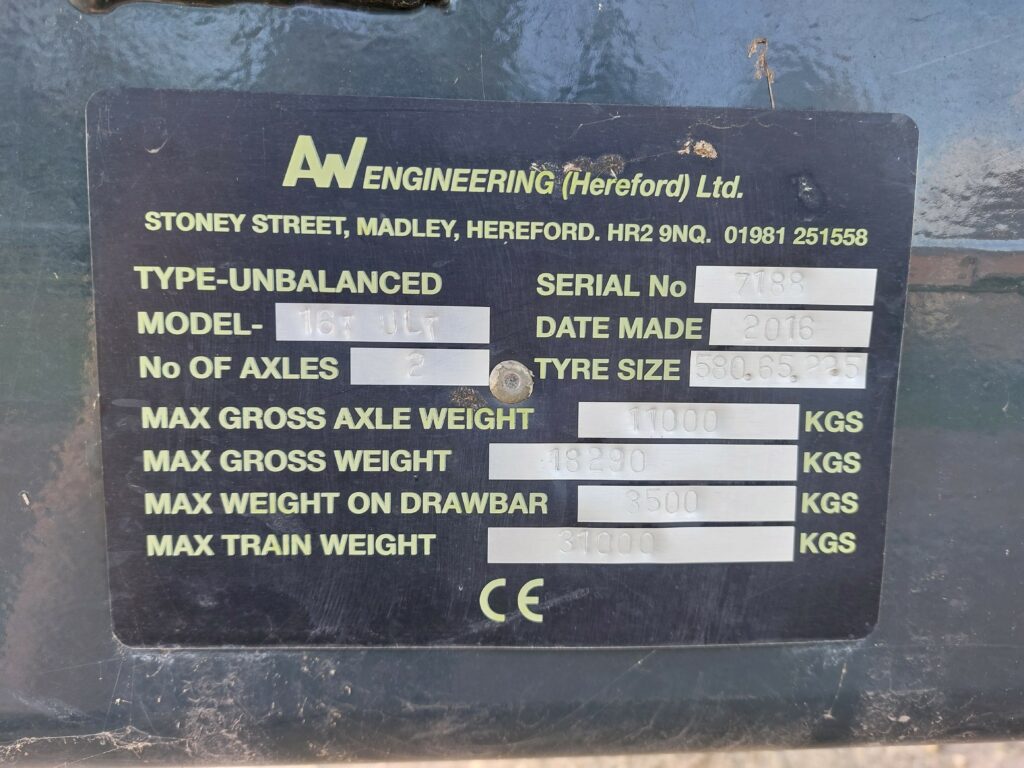 AW ENGINEERING (Hereford) Ltd.
STONEY STREET, MADLEY, HEREFORD. HR2 9NQ. 01981 251558
TYPE-UNBALANCED SERIAL No 7188
MODEL- 16T ULT DATE MADE 2016
No OF AXLES 2 TYRE SIZE 580.65.22.5
MAX GROSS AXLE WEIGHT 11000 KGS
MAX GROSS WEIGHT 18290 KGS
MAX WEIGHT ON DRAWBAR 3500 KGS
MAX TRAIN WEIGHT 31000 KGS
CE